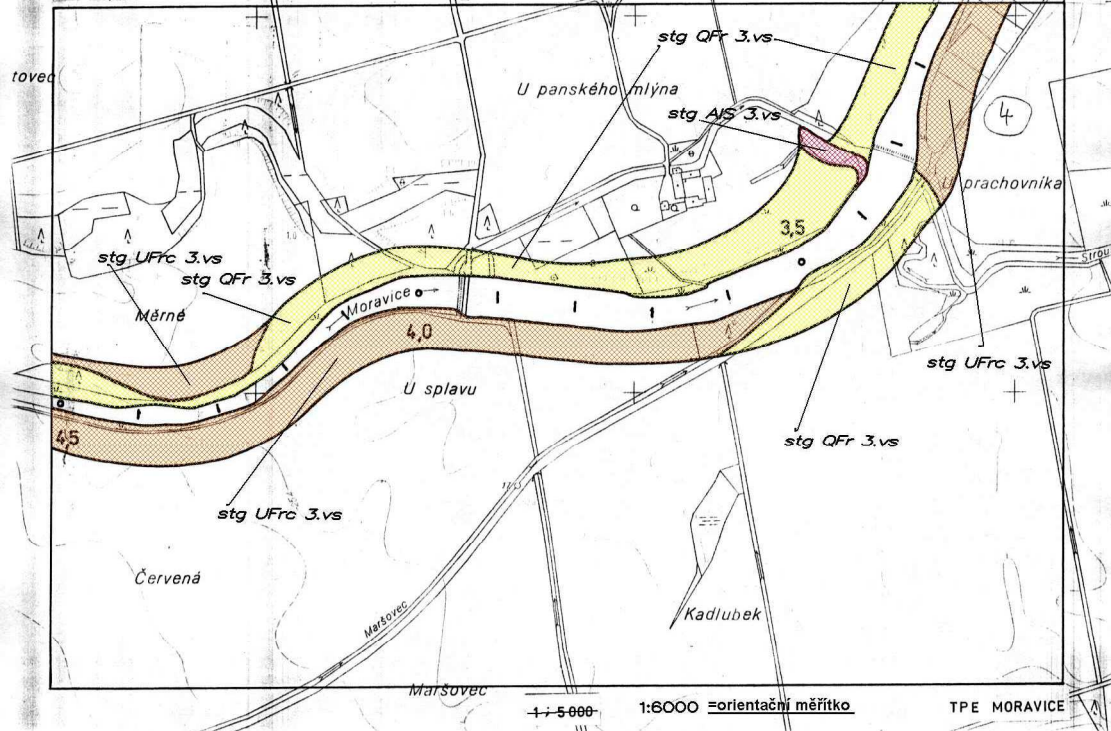 stg QFr 3.vs
tovec
U panského mlýna
stg AlS 3.vs
4
U prachovníka
3,5
stg UFrc 3.vs
stg QFr 3.vs
Moravice
Měrné
4,0
stg UFrc 3.vs
U splavu
4,5
stg QFr 3.vs
stg UFrc 3.vs
Červená
Maršovec
Kadlubek
Maršovec
1:5000
1:6000 =orientační měřítko
TPE MORAVICE